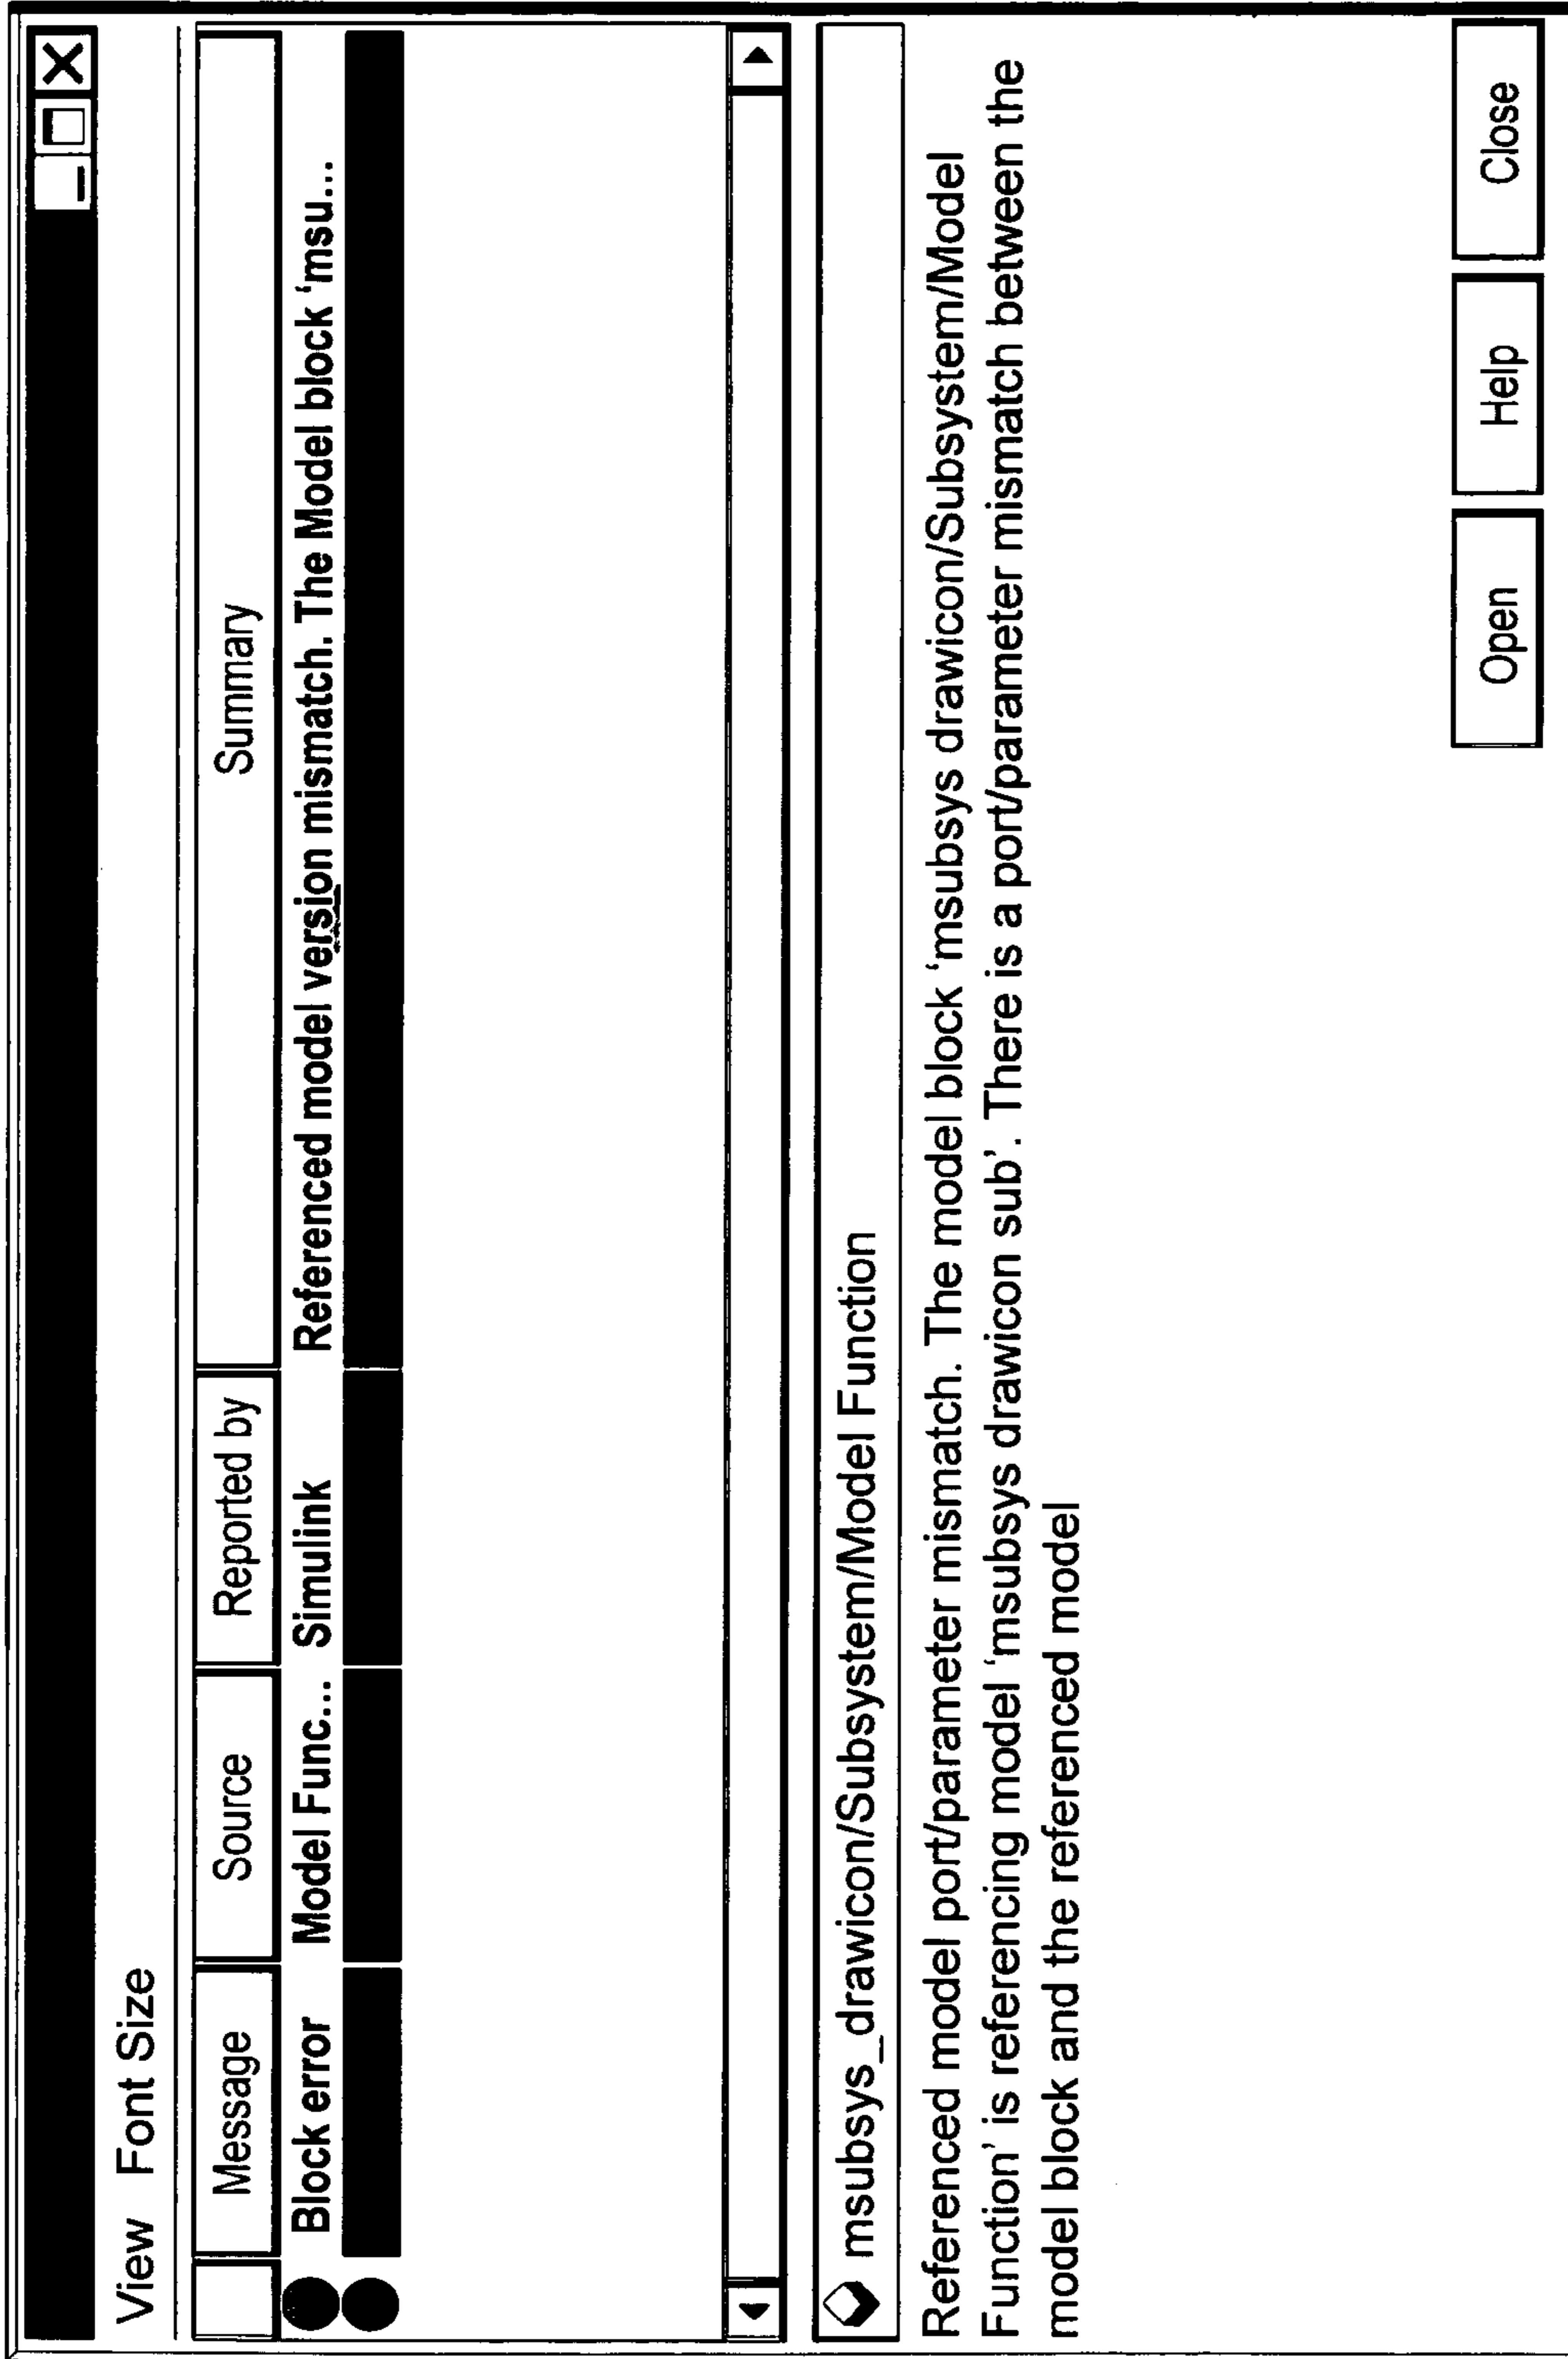 View Font Size
Message Source Reported by Summary
Block error Model Func... Simulink Referenced model version mismatch. The Model block 'msu...
msubsys_drawicon/Subsystem/Model Function
Referenced model port/parameter mismatch. The model block 'msubsys drawicon/Subsystem/Model
Function' is referencing model 'msubsys drawicon sub'. There is a port/parameter mismatch between the
model block and the referenced model
Open Help Close